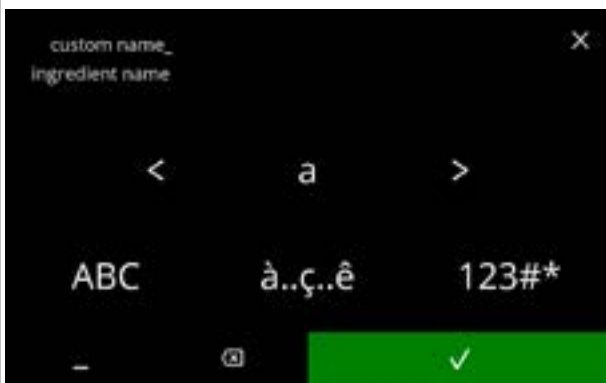 custom name_
ingredient name
< a >
ABC à..ç..ê 123#*
_